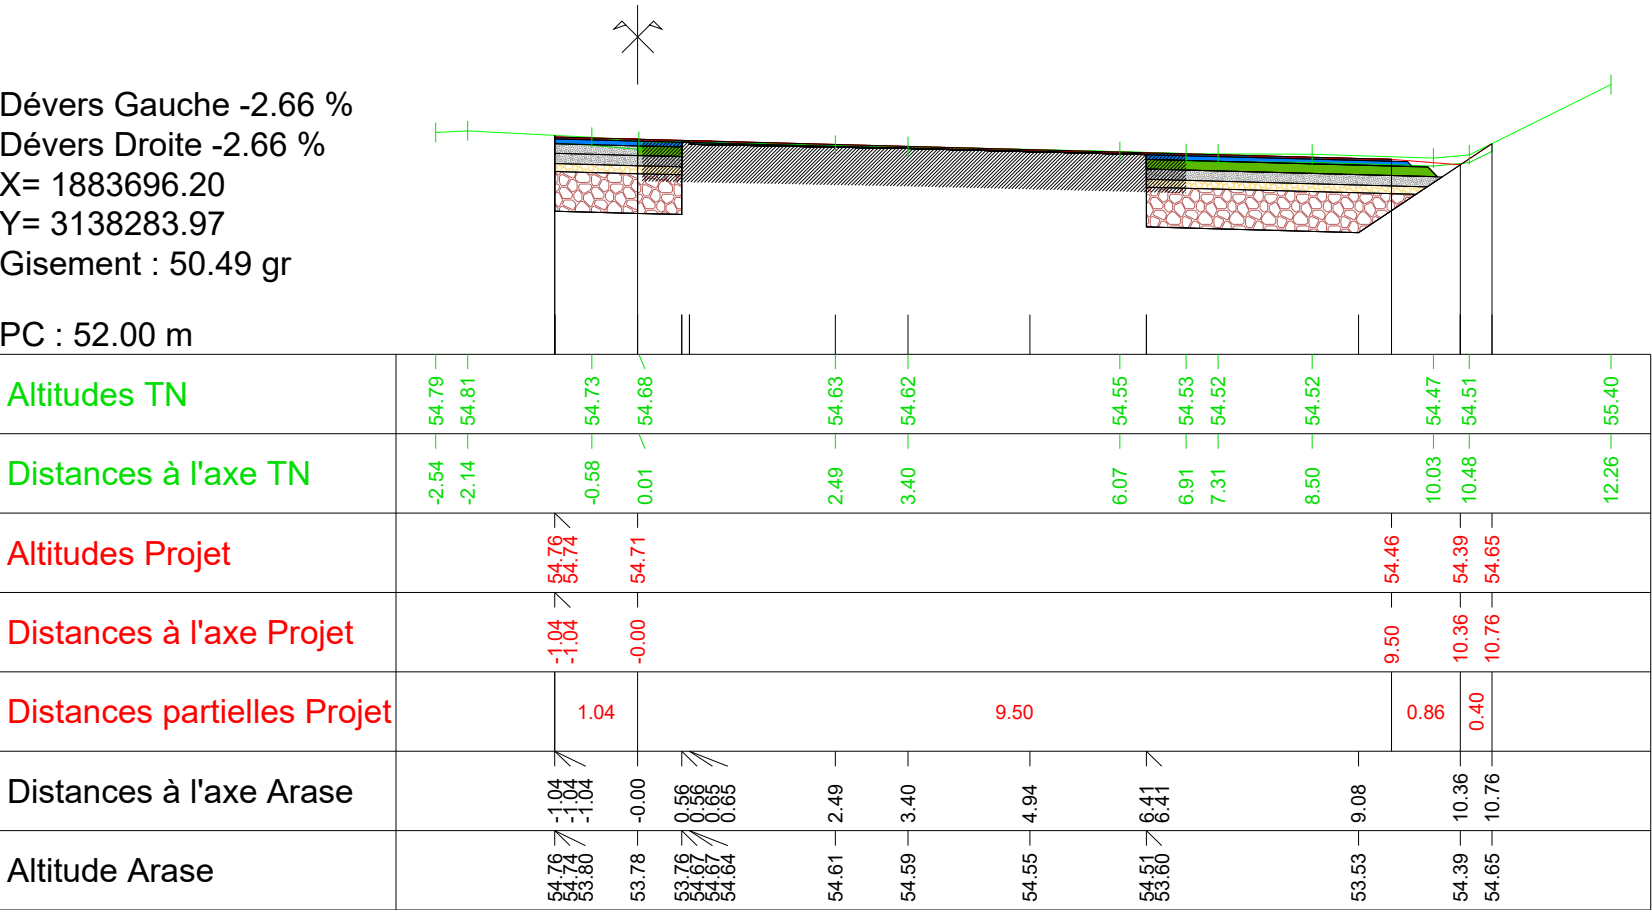 Dévers Gauche -2.66 %
Dévers Droite -2.66 %
X= 1883696.20
Y= 3138283.97
Gisement : 50.49 gr
PC : 52.00 m
Altitudes TN 54.79 54.81 54.73 54.68 54.63 54.62 54.55 54.53 54.52 54.52 54.47 54.51 55.40
Distances à l'axe TN -2.54 -2.14 -0.58 0.01 2.49 3.40 6.07 6.91 7.31 8.50 10.03 10.48 12.26
Altitudes Projet 54.76 54.74 54.71 54.46 54.39 54.65
Distances à l'axe Projet -1.04 -1.04 -0.00 9.50 10.36 10.76
Distances partielles Projet 1.04 9.50 0.86 0.40
Distances à l'axe Arase -1.04 -1.04 -1.04 -0.00 0.56 0.56 0.65 0.65 2.49 3.40 4.94 6.41 6.41 9.08 10.36 10.76
Altitude Arase 54.76 54.74 53.80 53.78 53.76 54.67 54.67 54.64 54.61 54.59 54.55 54.51 53.60 53.53 54.39 54.65